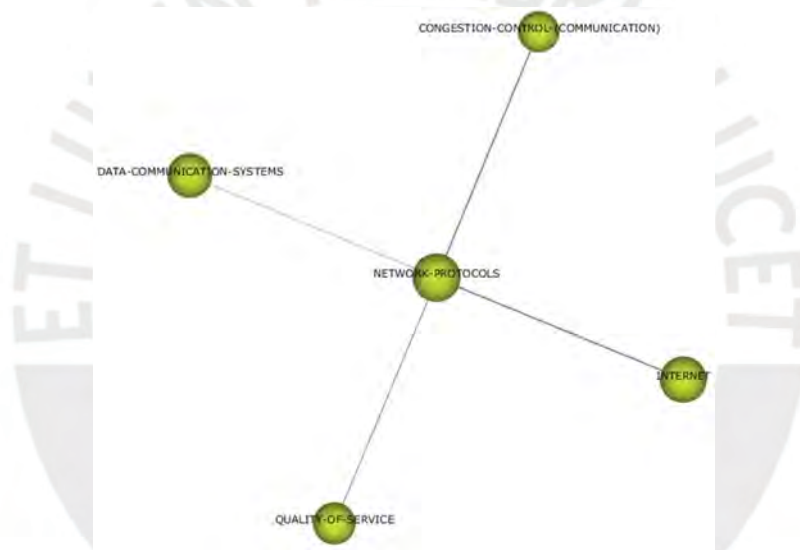 CONGESTION-CONTROL-(COMMUNICATION)
DATA-COMMUNICATION-SYSTEMS
NETWORK-PROTOCOLS
INTERNET
QUALITY-OF-SERVICE